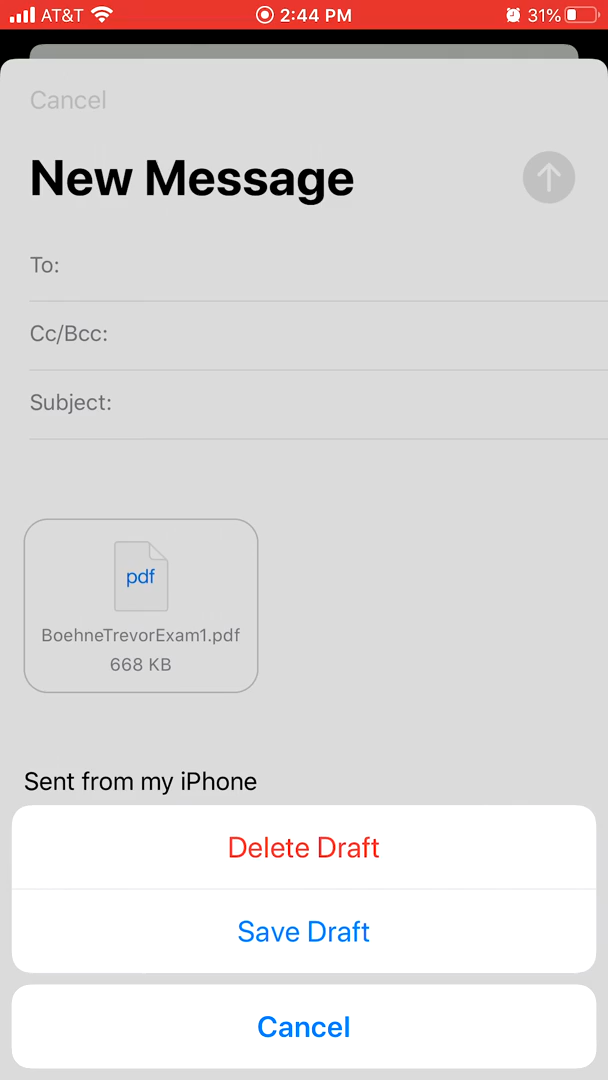 AT&T 2:44 PM 31%
Cancel
New Message
To:
Cc/Bcc:
Subject:
pdf
BoehneTrevorExam1.pdf
668 KB
Sent from my iPhone
Delete Draft
Save Draft
Cancel